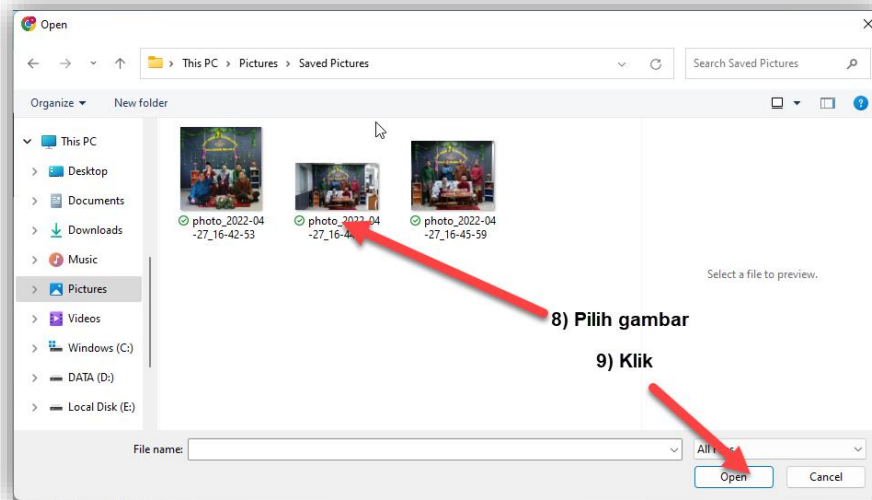 Open
This PC > Pictures > Saved Pictures
Search Saved Pictures
Organize
New folder
This PC
Desktop
Documents
Downloads
Music
Pictures
Videos
Windows (C:)
DATA (D:)
Local Disk (E:)
photo_2022-04
-27_16-42-53
photo_2022-04
-27_16-4
photo_2022-04
-27_16-45-59
Select a file to preview.
8) Pilih gambar
9) Klik
File name:
All
Open
Cancel